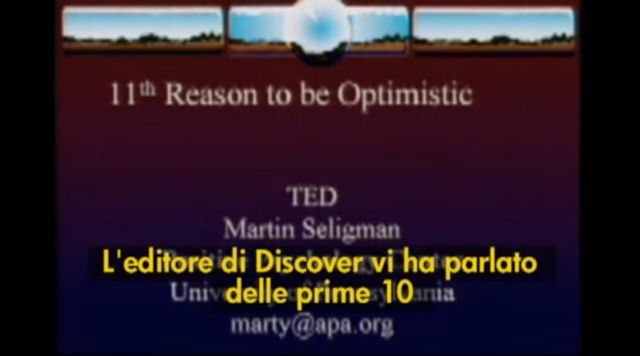 11th Reason to be Optimistic
TED
Martin Seligman
L'editore di Discover vi ha parlato
delle prime 10
marty@apa.org